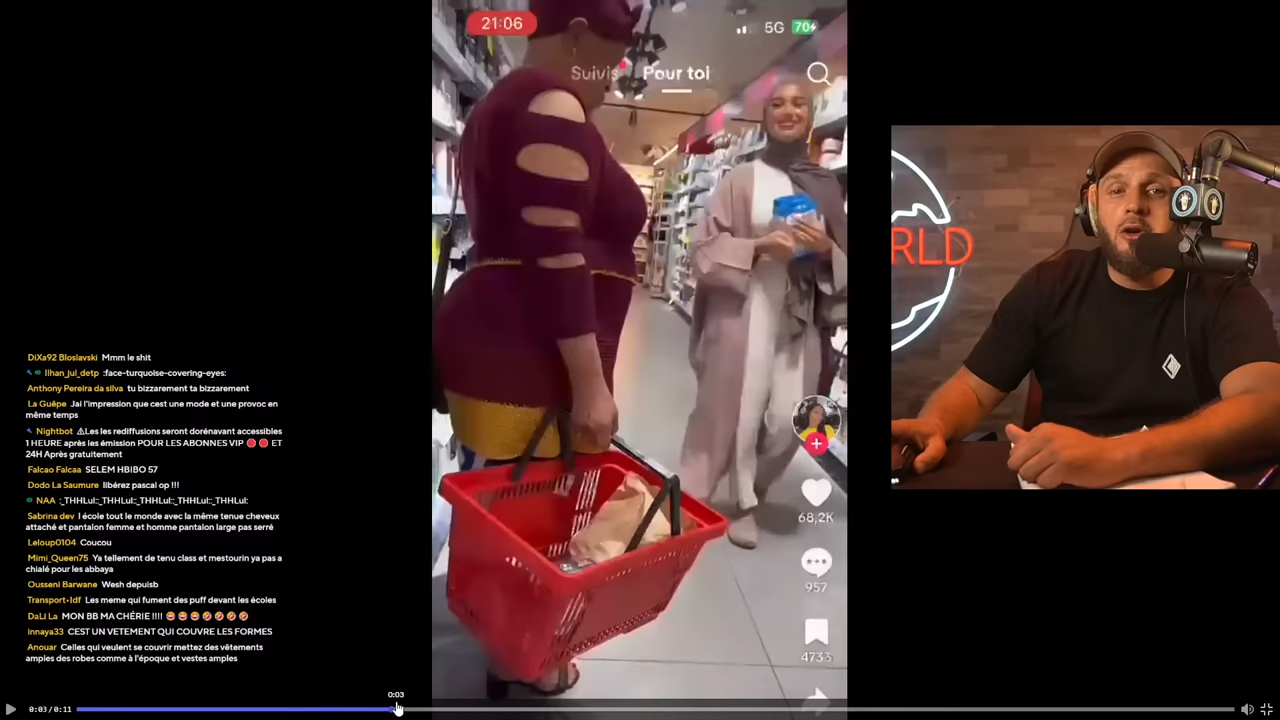 21:06
5G
70
Suivis
Pour toi
RLD
68,2K
957
4733
DiXa92 Bloslavski Mmm le shit
Ilhan_jul_detp :face-turquoise-covering-eyes:
Anthony Pereira da silva tu bizzarement ta bizzarement
La Guêpe Jai l'impression que cest une mode et une provoc en
même temps
Nightbot ⚠Les les rediffusions seront dorénavant accessibles
1 HEURE après les émission POUR LES ABONNES VIP 🛑 🛑 ET
24H Après gratuitement
Falcao Falcaa SELEM HBIBO 57
Dodo La Saumure libérez pascal op !!!
NAA :_THHLul::_THHLul::_THHLul::_THHLul::_THHLul:
Sabrina dev l école tout le monde avec la même tenue cheveux
attaché et pantalon femme et homme pantalon large pas serré
Leloup0104 Coucou
Mimi_Queen75 Ya tellement de tenu class et mestourin ya pas a
chialé pour les abbaya
Ousseni Barwane Wesh depuisb
Transport•Idf Les meme qui fument des puff devant les écoles
DaLi La MON BB MA CHÉRIE !!!!
innaya33 CEST UN VETEMENT QUI COUVRE LES FORMES
Anouar Celles qui veulent se couvrir mettez des vêtements
amples des robes comme à l'époque et vestes amples
0:03
0:03 / 0:11